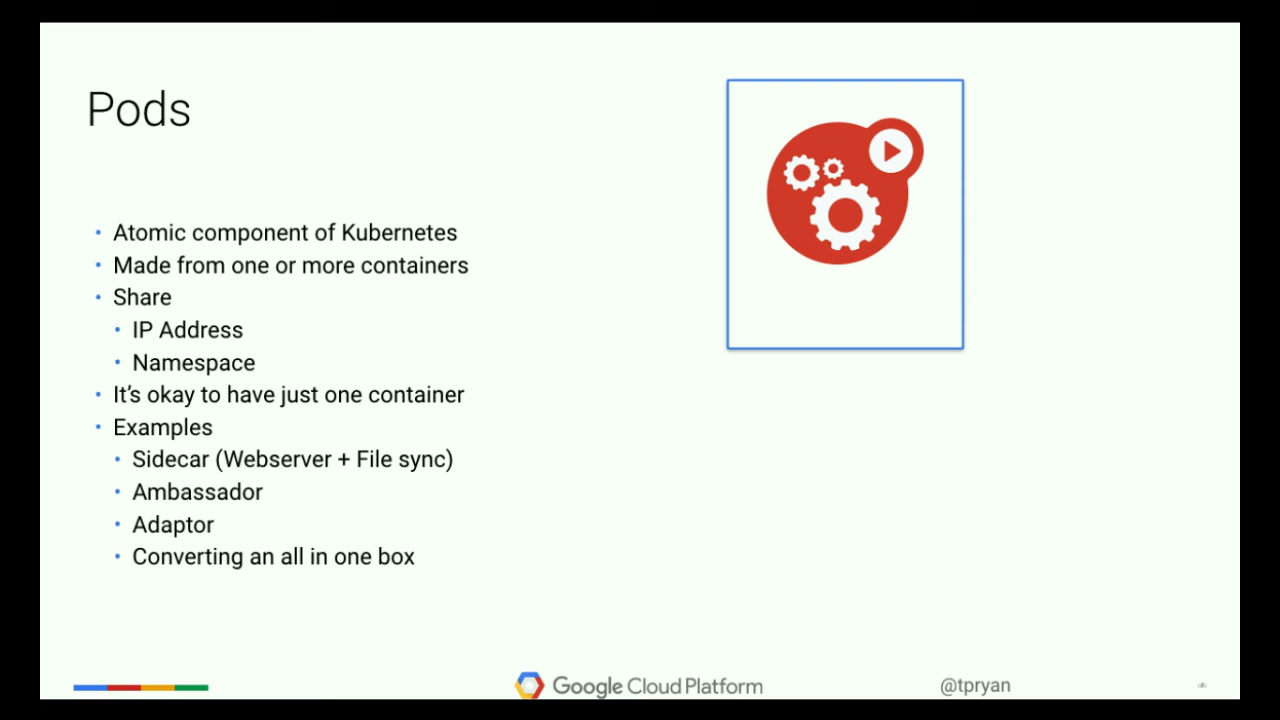 Pods
Atomic component of Kubernetes
Made from one or more containers
Share
IP Address
Namespace
It's okay to have just one container
Examples
Sidecar (Webserver + File sync)
Ambassador
Adaptor
Converting an all in one box
Google Cloud Platform
@tpryan